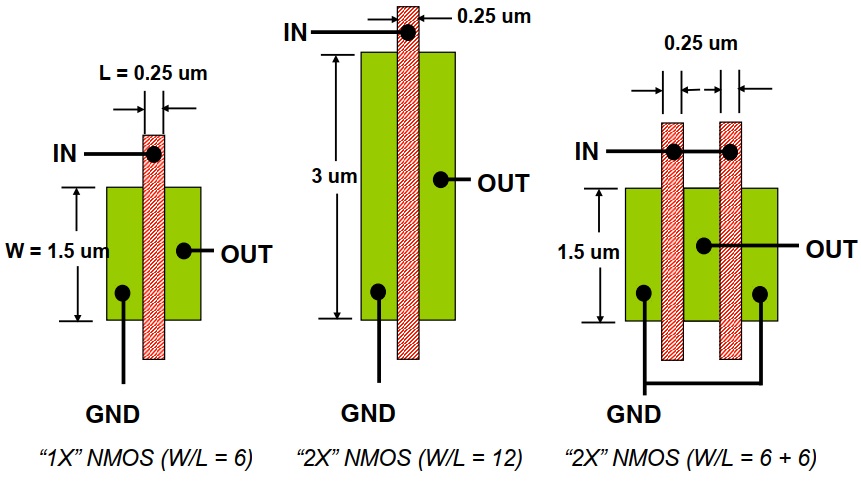 L = 0.25 um
IN
W = 1.5 um
OUT
GND
“1X” NMOS (W/L = 6)
0.25 um
IN
3 um
OUT
GND
“2X” NMOS (W/L = 12)
0.25 um
IN
1.5 um
OUT
GND
“2X” NMOS (W/L = 6 + 6)